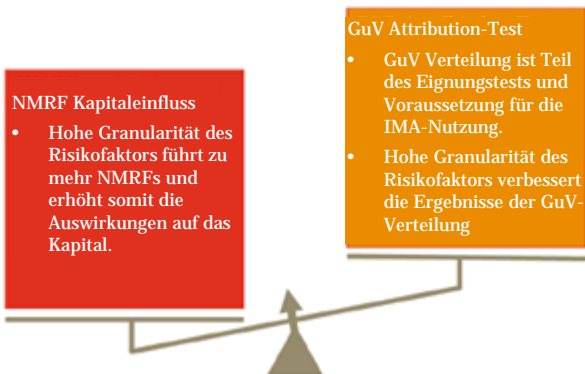 NMRF Kapitaleinfluss
• Hohe Granularität des
Risikofaktors führt zu
mehr NMRFs und
erhöht somit die
Auswirkungen auf das
Kapital.
GuV Attribution-Test
• GuV Verteilung ist Teil
des Eignungstests und
Voraussetzung für die
IMA-Nutzung.
• Hohe Granularität des
Risikofaktors verbessert
die Ergebnisse der GuV-
Verteilung